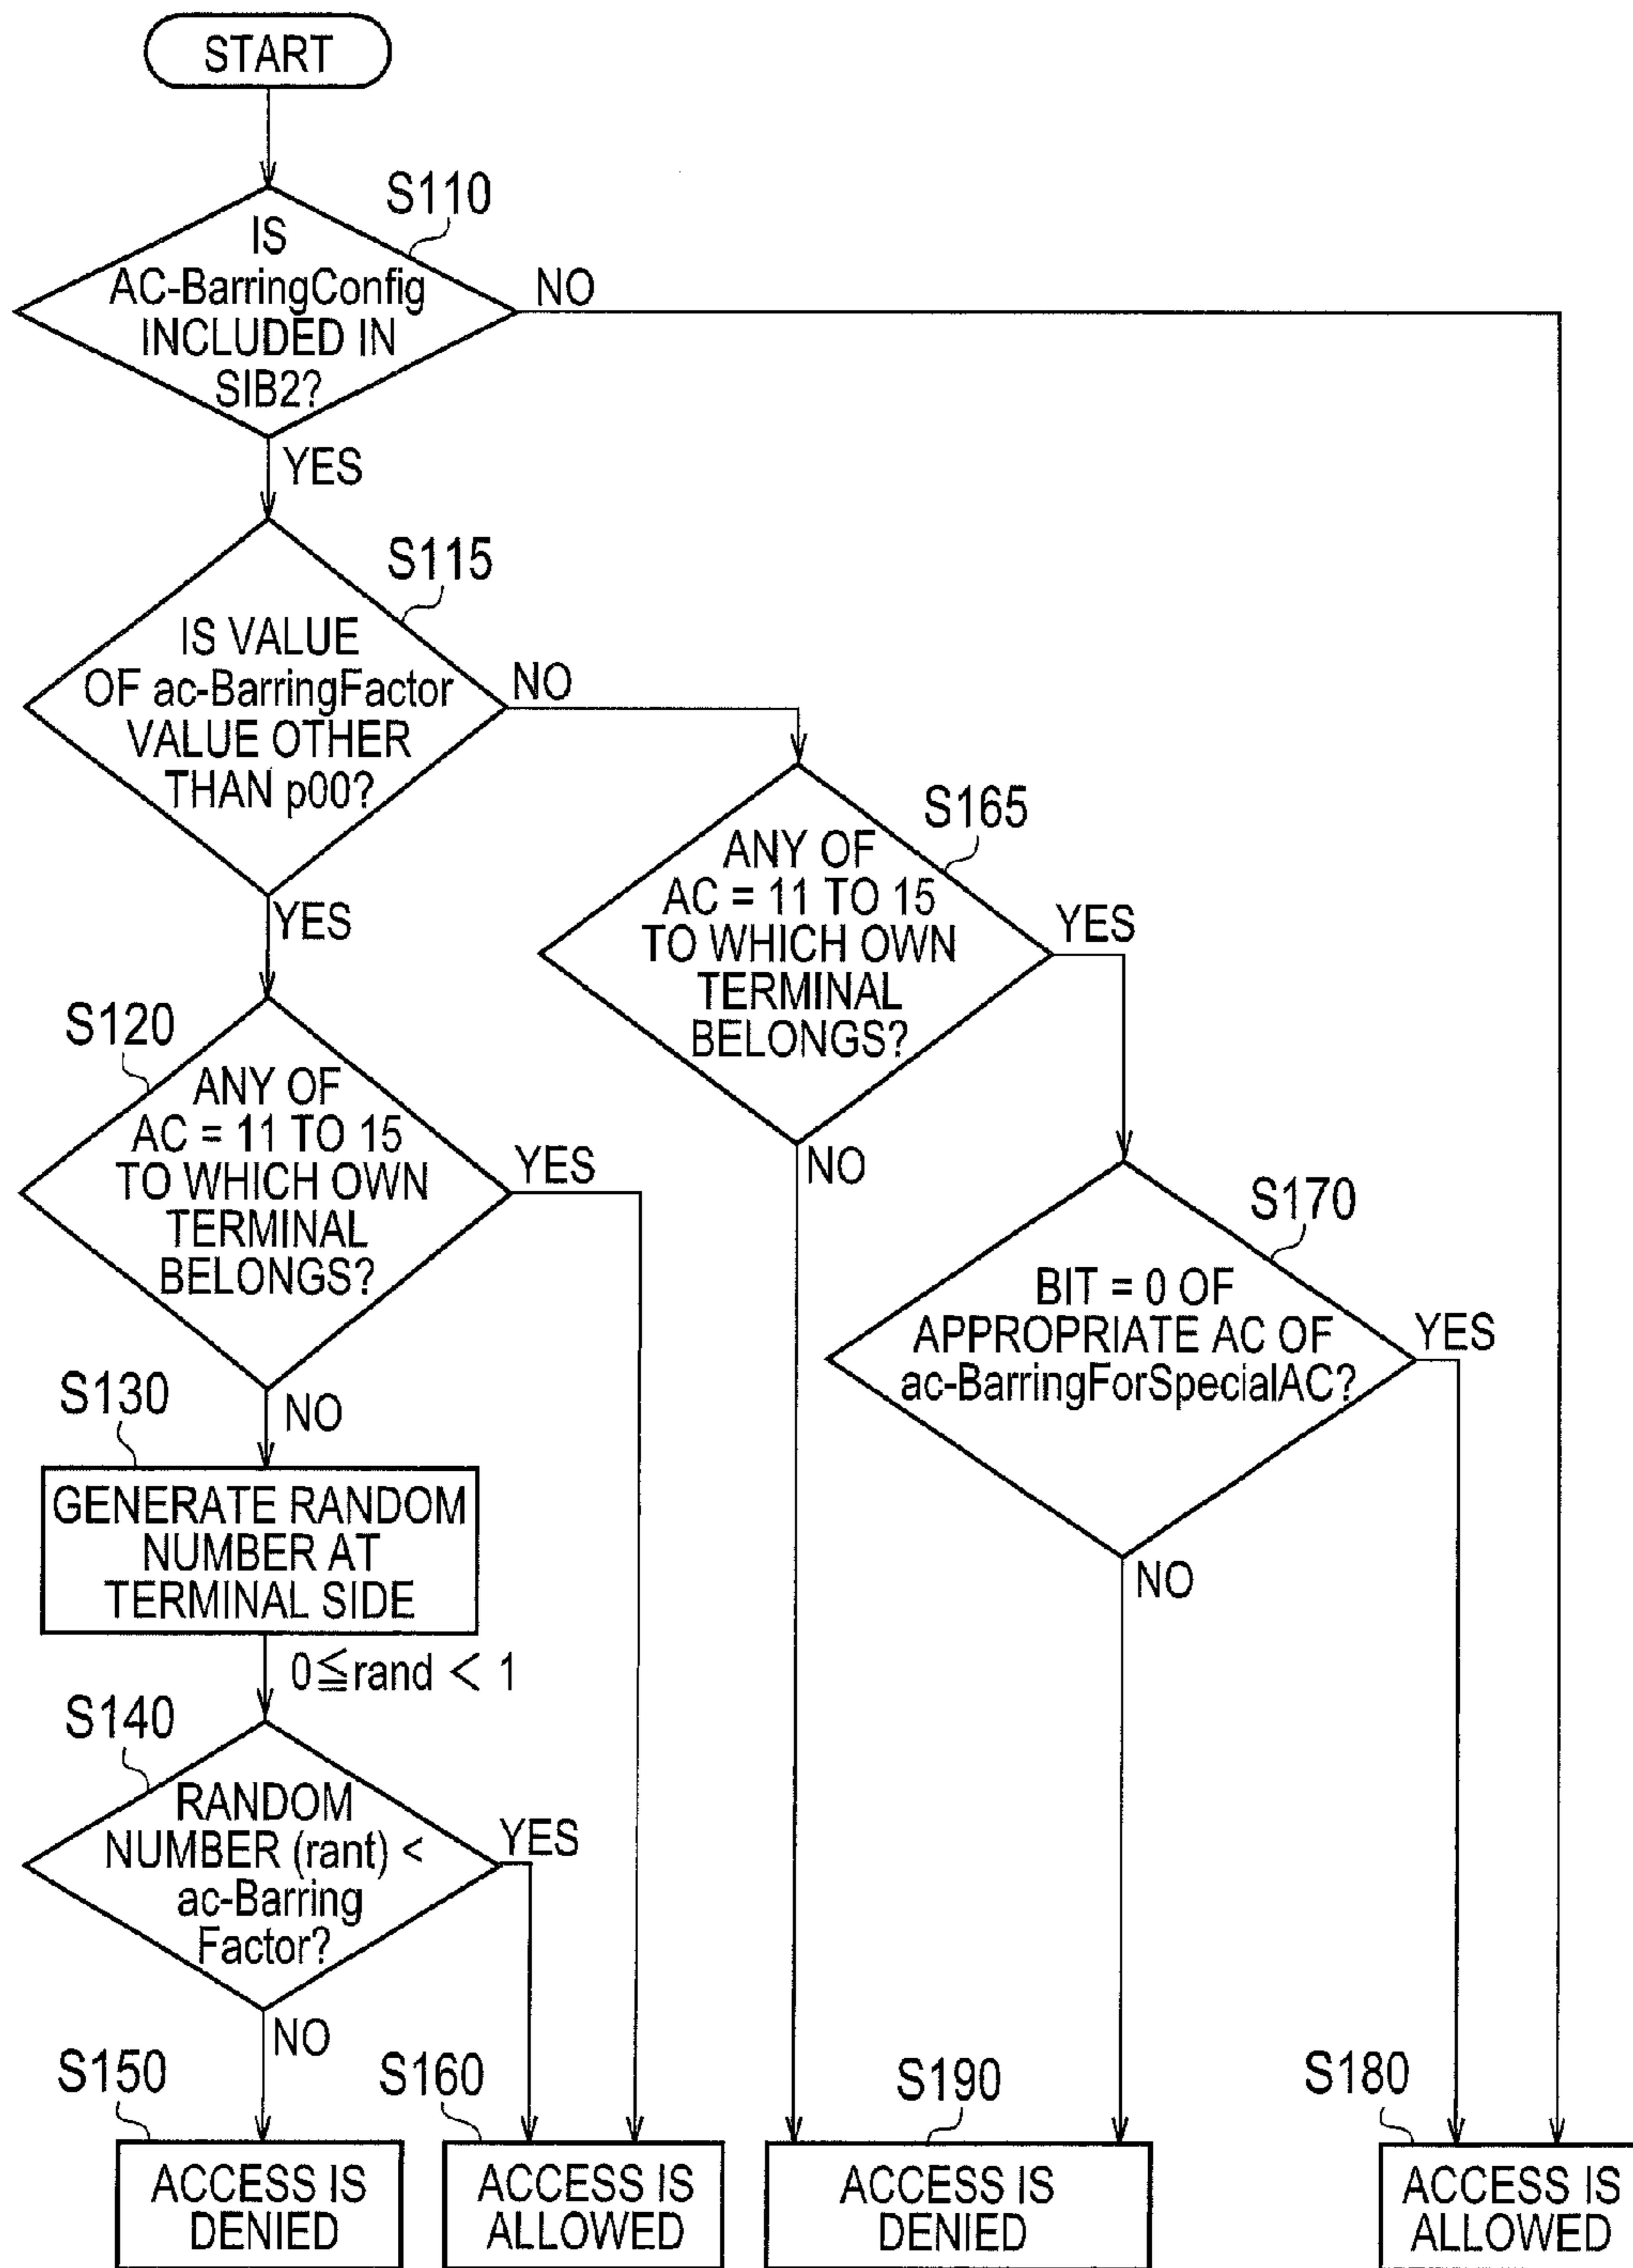 START
S110
IS
AC-BarringConfig
INCLUDED IN
SIB2?
NO
YES
S115
IS VALUE
OF ac-BarringFactor
VALUE OTHER
THAN p00?
NO
YES
S165
ANY OF
AC = 11 TO 15
TO WHICH OWN
TERMINAL
BELONGS?
YES
NO
S120
ANY OF
AC = 11 TO 15
TO WHICH OWN
TERMINAL
BELONGS?
YES
NO
S170
BIT = 0 OF
APPROPRIATE AC OF
ac-BarringForSpecialAC?
YES
NO
S130
GENERATE RANDOM
NUMBER AT
TERMINAL SIDE
0≦rand < 1
S140
RANDOM
NUMBER (rant) <
ac-Barring
Factor?
YES
NO
S150
ACCESS IS
DENIED
S160
ACCESS IS
ALLOWED
S190
ACCESS IS
DENIED
S180
ACCESS IS
ALLOWED